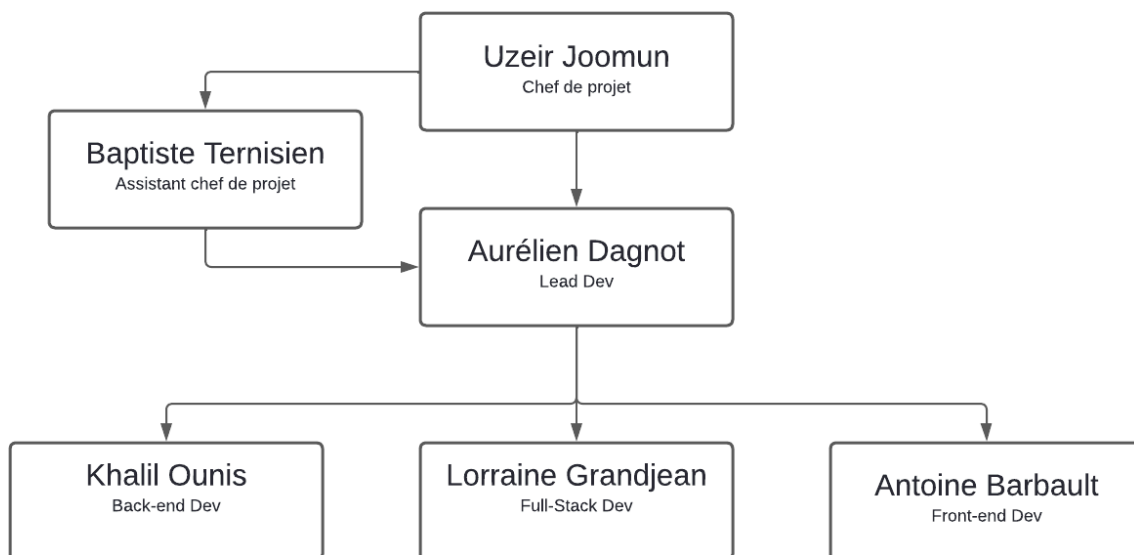 Uzeir Joomun
Chef de projet
Baptiste Ternisien
Assistant chef de projet
Aurélien Dagnot
Lead Dev
Khalil Ounis
Back-end Dev
Lorraine Grandjean
Full-Stack Dev
Antoine Barbault
Front-end Dev